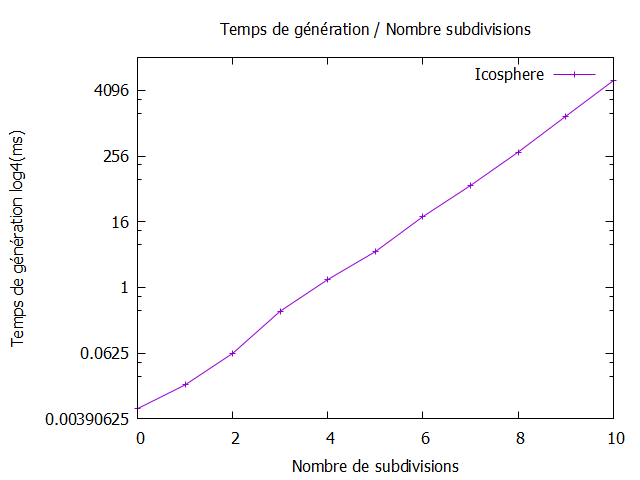 Temps de génération / Nombre subdivisions
Icosphere
Temps de génération log4(ms)
4096
256
16
1
0.0625
0.00390625
0 2 4 6 8 10
Nombre de subdivisions